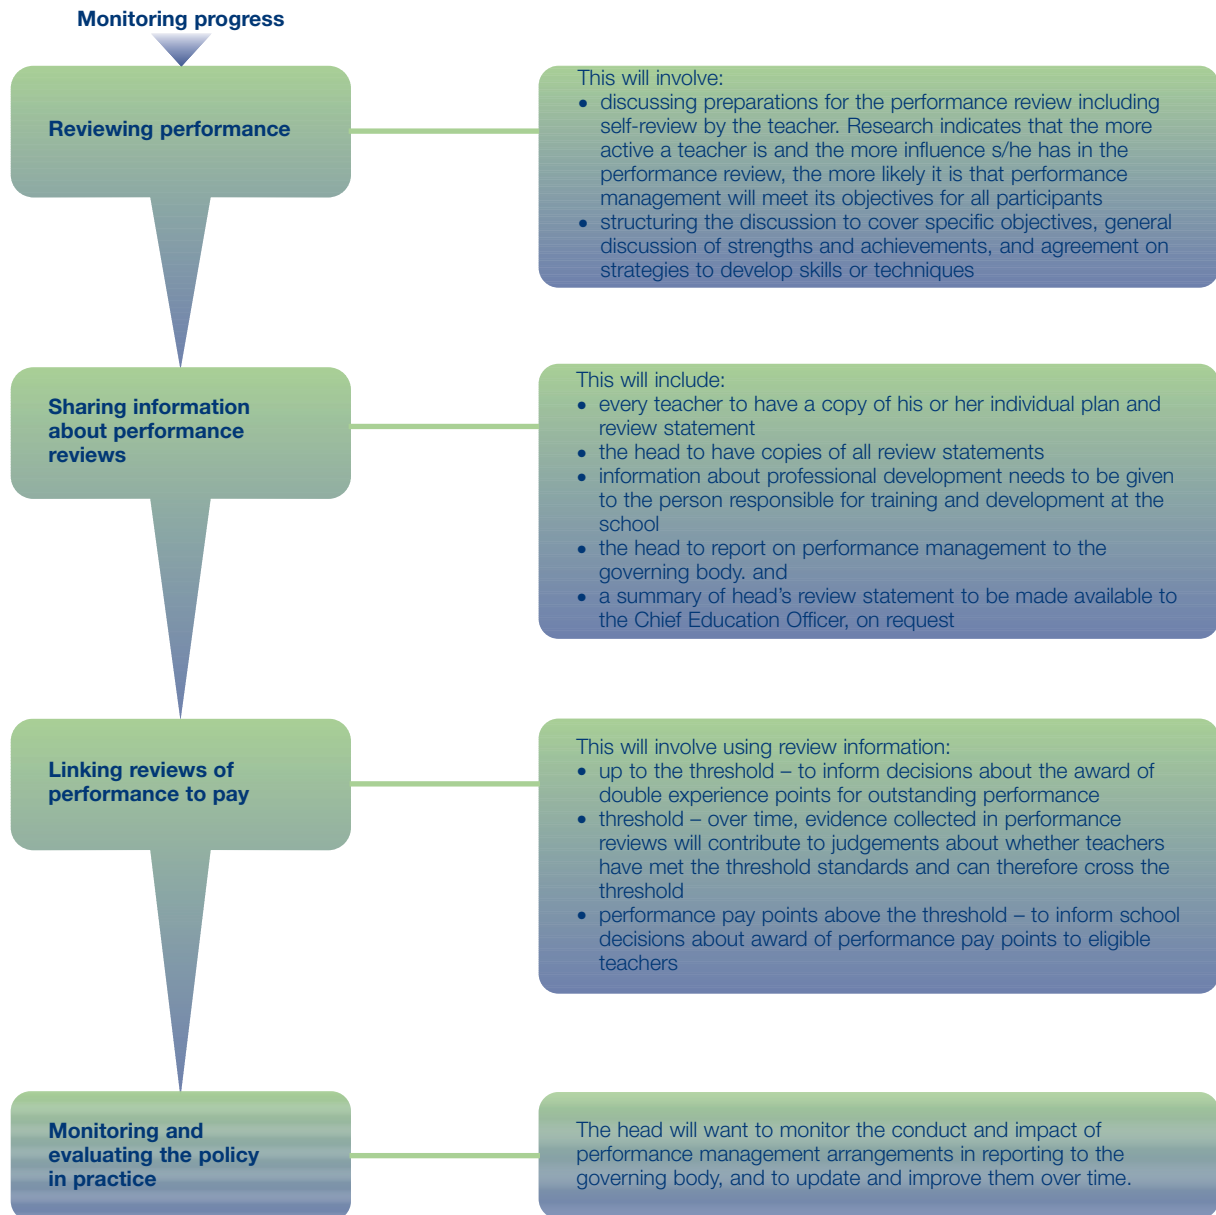 Monitoring progress
Reviewing performance
This will involve:
• discussing preparations for the performance review including
self-review by the teacher. Research indicates that the more
active a teacher is and the more influence s/he has in the
performance review, the more likely it is that performance
management will meet its objectives for all participants
• structuring the discussion to cover specific objectives, general
discussion of strengths and achievements, and agreement on
strategies to develop skills or techniques
Sharing information
about performance
reviews
This will include:
• every teacher to have a copy of his or her individual plan and
review statement
• the head to have copies of all review statements
• information about professional development needs to be given
to the person responsible for training and development at the
school
• the head to report on performance management to the
governing body. and
• a summary of head’s review statement to be made available to
the Chief Education Officer, on request
Linking reviews of
performance to pay
This will involve using review information:
• up to the threshold – to inform decisions about the award of
double experience points for outstanding performance
• threshold – over time, evidence collected in performance
reviews will contribute to judgements about whether teachers
have met the threshold standards and can therefore cross the
threshold
• performance pay points above the threshold – to inform school
decisions about award of performance pay points to eligible
teachers
Monitoring and
evaluating the policy
in practice
The head will want to monitor the conduct and impact of
performance management arrangements in reporting to the
governing body, and to update and improve them over time.